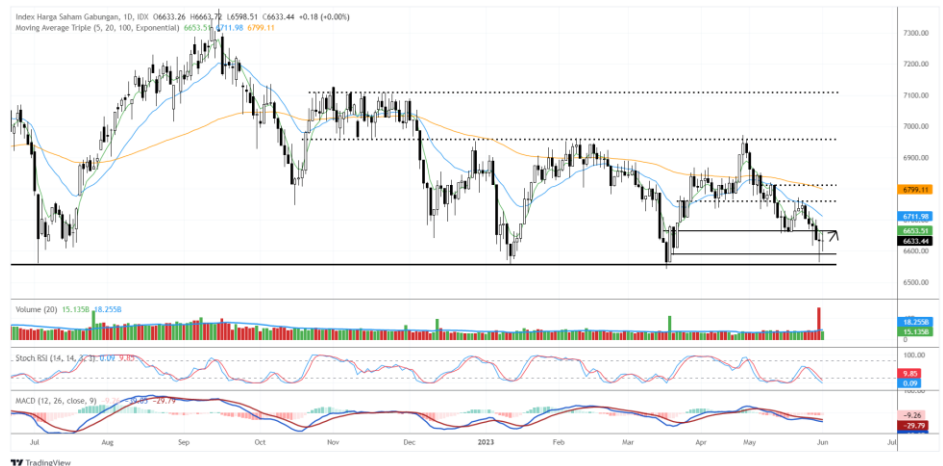 Index Harga Saham Gabungan, 1D, IDX O6633.26 H6663.72 L6598.51 C6633.44 +0.18 (+0.00%)
Moving Average Triple (5, 20, 100, Exponential) 6653.51 6711.98 6799.11
7300.00
7200.00
7100.00
7000.00
6900.00
6799.11
6711.98
6653.51
6633.44
6600.00
6500.00
Volume (20) 15.135B 18.255B
18.255B
15.135B
0
Stoch RSI (14, 14, 3, 3) 0.09 9.85
100.00
9.85
0.09
MACD (12, 26, close, 9) -29.79
-9.26
-29.79
Jul Aug Sep Oct Nov Dec 2023 Feb Mar Apr May Jun Jul
TradingView